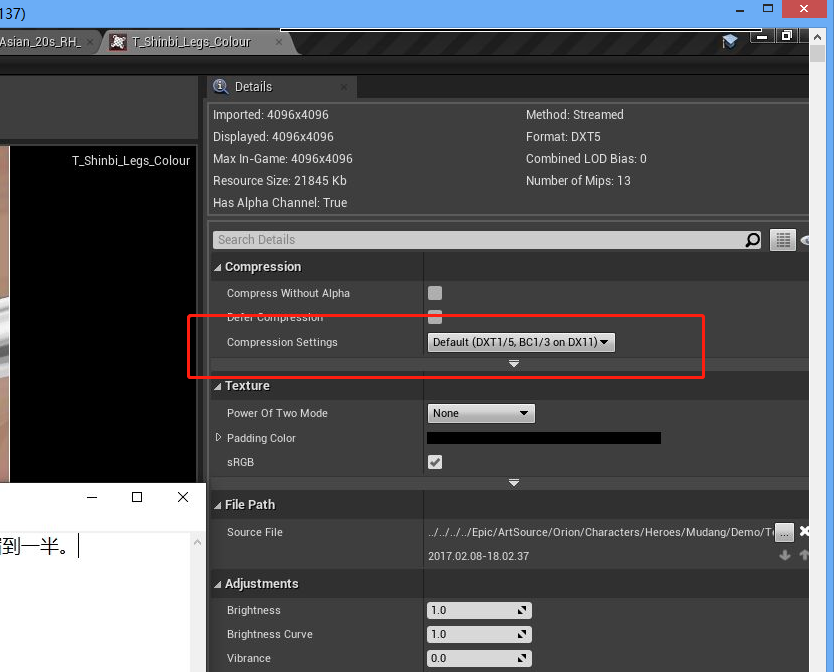 137)
Asian_20s_RH_
T_Shinbi_Legs_Colour
Details
Imported: 4096x4096
Method: Streamed
Displayed: 4096x4096
Format: DXT5
T_Shinbi_Legs_Colour
Max In-Game: 4096x4096
Combined LOD Bias: 0
Resource Size: 21845 Kb
Number of Mips: 13
Has Alpha Channel: True
Search Details
Compression
Compress Without Alpha
Defer Compression
Compression Settings
Default (DXT1/5, BC1/3 on DX11)
Texture
Power Of Two Mode
None
Padding Color
sRGB
File Path
Source File
../../../../Epic/ArtSource/Orion/Characters/Heroes/Mudang/Demo/T
...
到一半。
2017.02.08-18.02.37
Adjustments
Brightness
1.0
Brightness Curve
1.0
Vibrance
0.0